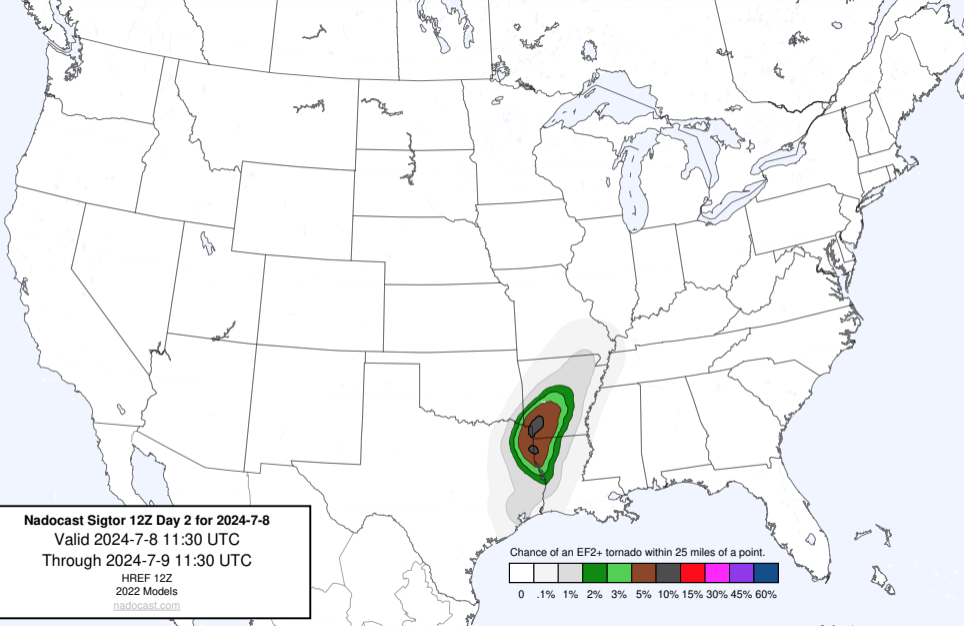 Nadocast Sigtor 12Z Day 2 for 2024-7-8
Valid 2024-7-8 11:30 UTC
Through 2024-7-9 11:30 UTC
HREF 12Z
2022 Models
nadocast.com
Chance of an EF2+ tornado within 25 miles of a point.
0 .1% 1% 2% 3% 5% 10% 15% 30% 45% 60%